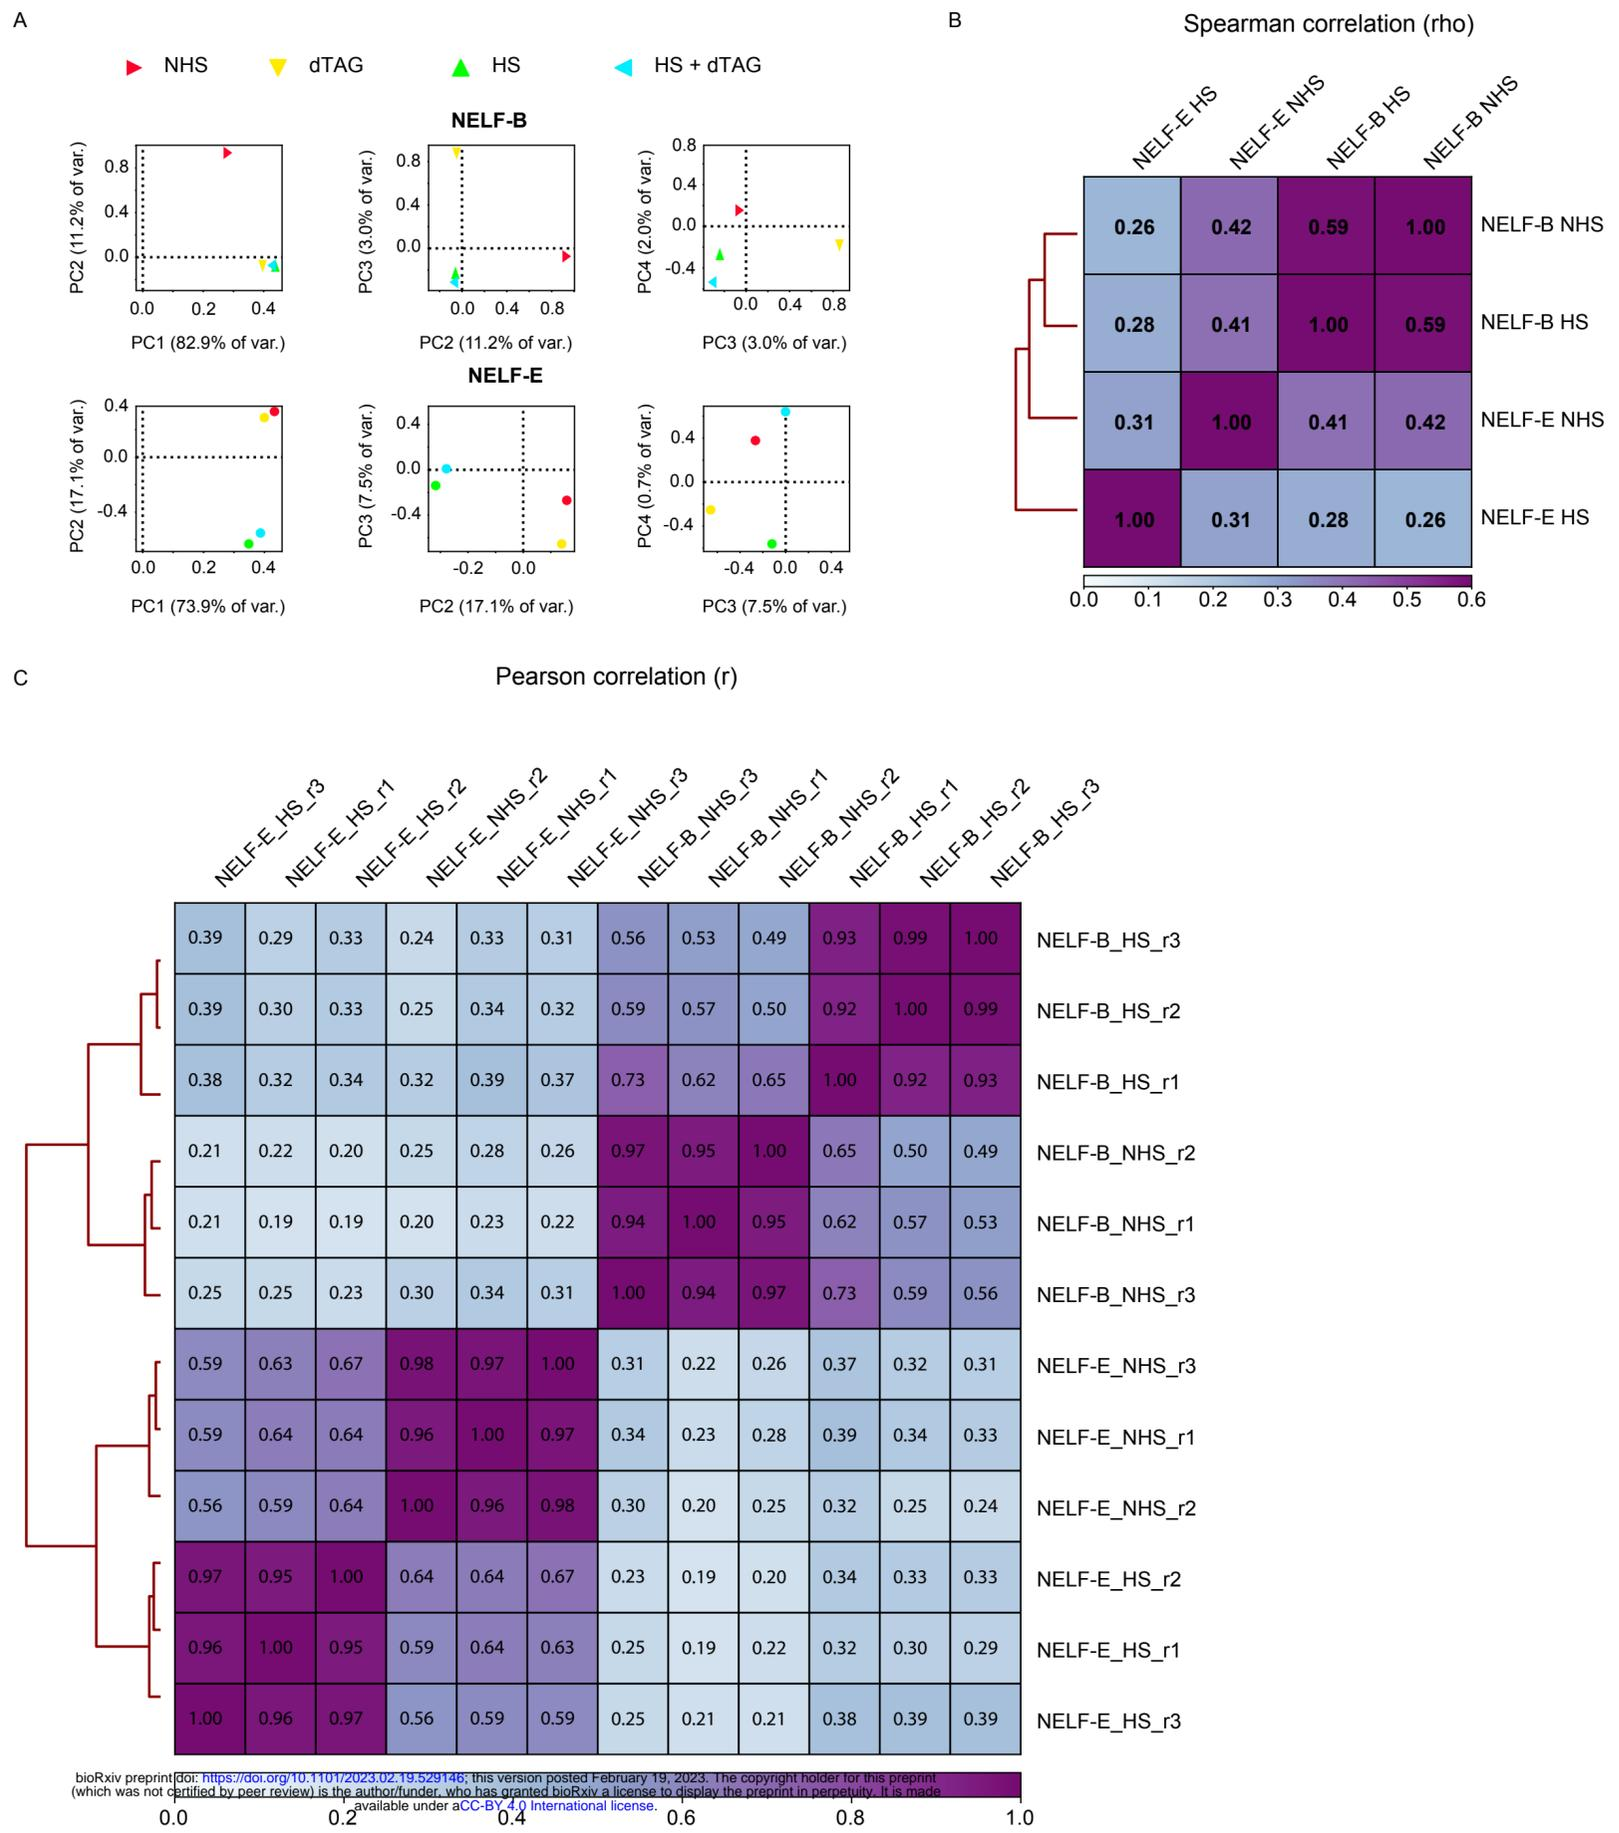 A
NHS dTAG HS HS + dTAG
NELF-B
PC2 (11.2% of var.)
0.8
0.4
0.0
0.0 0.2 0.4
PC1 (82.9% of var.)
PC3 (3.0% of var.)
0.8
0.4
0.0
0.0 0.4 0.8
PC2 (11.2% of var.)
PC4 (2.0% of var.)
0.8
0.4
0.0
-0.4
0.0 0.4 0.8
PC3 (3.0% of var.)
NELF-E
PC2 (17.1% of var.)
0.4
0.0
-0.4
0.0 0.2 0.4
PC1 (73.9% of var.)
PC3 (7.5% of var.)
0.4
0.0
-0.4
-0.2 0.0
PC2 (17.1% of var.)
PC4 (0.7% of var.)
0.4
0.0
-0.4
-0.4 0.0 0.4
PC3 (7.5% of var.)
B
Spearman correlation (rho)
NELF-E HS
NELF-E NHS
NELF-B HS
NELF-B NHS
0.26 0.42 0.59 1.00 NELF-B NHS
0.28 0.41 1.00 0.59 NELF-B HS
0.31 1.00 0.41 0.42 NELF-E NHS
1.00 0.31 0.28 0.26 NELF-E HS
0.0 0.1 0.2 0.3 0.4 0.5 0.6
C
Pearson correlation (r)
NELF-E_HS_r3
NELF-E_HS_r1
NELF-E_HS_r2
NELF-E_NHS_r2
NELF-E_NHS_r1
NELF-E_NHS_r3
NELF-B_NHS_r3
NELF-B_NHS_r1
NELF-B_NHS_r2
NELF-B_HS_r1
NELF-B_HS_r2
NELF-B_HS_r3
0.39 0.29 0.33 0.24 0.33 0.31 0.56 0.53 0.49 0.93 0.99 1.00 NELF-B_HS_r3
0.39 0.30 0.33 0.25 0.34 0.32 0.59 0.57 0.50 0.92 1.00 0.99 NELF-B_HS_r2
0.38 0.32 0.34 0.32 0.39 0.37 0.73 0.62 0.65 1.00 0.92 0.93 NELF-B_HS_r1
0.21 0.22 0.20 0.25 0.28 0.26 0.97 0.95 1.00 0.65 0.50 0.49 NELF-B_NHS_r2
0.21 0.19 0.19 0.20 0.23 0.22 0.94 1.00 0.95 0.62 0.57 0.53 NELF-B_NHS_r1
0.25 0.25 0.23 0.30 0.34 0.31 1.00 0.94 0.97 0.73 0.59 0.56 NELF-B_NHS_r3
0.59 0.63 0.67 0.98 0.97 1.00 0.31 0.22 0.26 0.37 0.32 0.31 NELF-E_NHS_r3
0.59 0.64 0.64 0.96 1.00 0.97 0.34 0.23 0.28 0.39 0.34 0.33 NELF-E_NHS_r1
0.56 0.59 0.64 1.00 0.96 0.98 0.30 0.20 0.25 0.32 0.25 0.24 NELF-E_NHS_r2
0.97 0.95 1.00 0.64 0.64 0.67 0.23 0.19 0.20 0.34 0.33 0.33 NELF-E_HS_r2
0.96 1.00 0.95 0.59 0.64 0.63 0.25 0.19 0.22 0.32 0.30 0.29 NELF-E_HS_r1
1.00 0.96 0.97 0.56 0.59 0.59 0.25 0.21 0.21 0.38 0.39 0.39 NELF-E_HS_r3
bioRxiv preprint doi: https://doi.org/10.1101/2023.02.19.529146; this version posted February 19, 2023. The copyright holder for this preprint
(which was not certified by peer review) is the author/funder, who has granted bioRxiv a license to display the preprint in perpetuity. It is made
available under aCC-BY 4.0 International license.
0.0 0.2 0.4 0.6 0.8 1.0